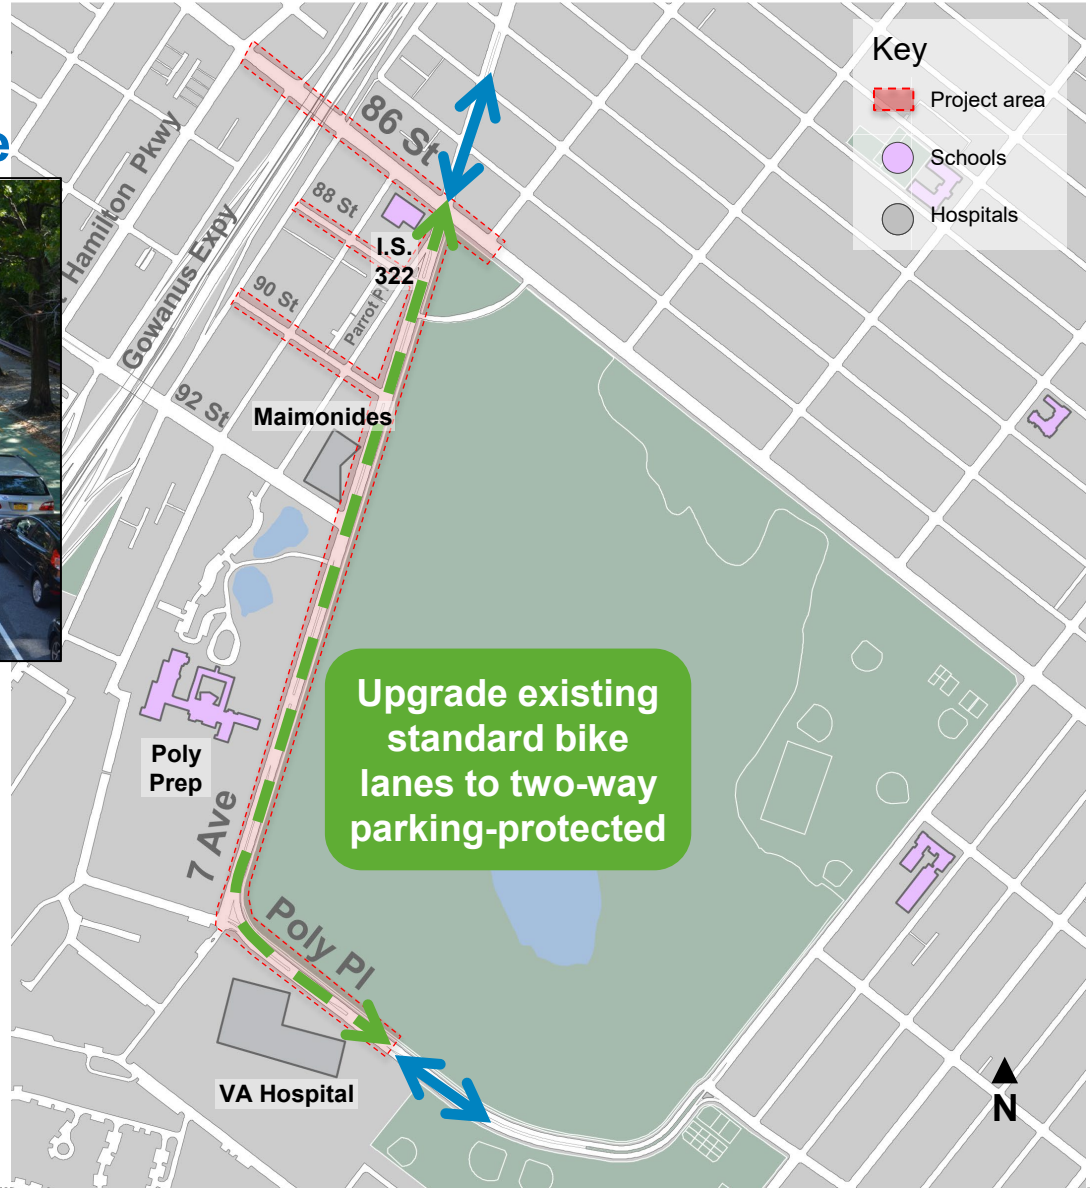 e
Key
Project area
Schools
Hospitals
Hamilton Pkwy
Gowanus Expy
86 St
88 St
I.S.
322
90 St
Parrot P
92 St
Maimonides
Poly
Prep
7 Ave
Upgrade existing
standard bike
lanes to two-way
parking-protected
Poly Pl
VA Hospital
N